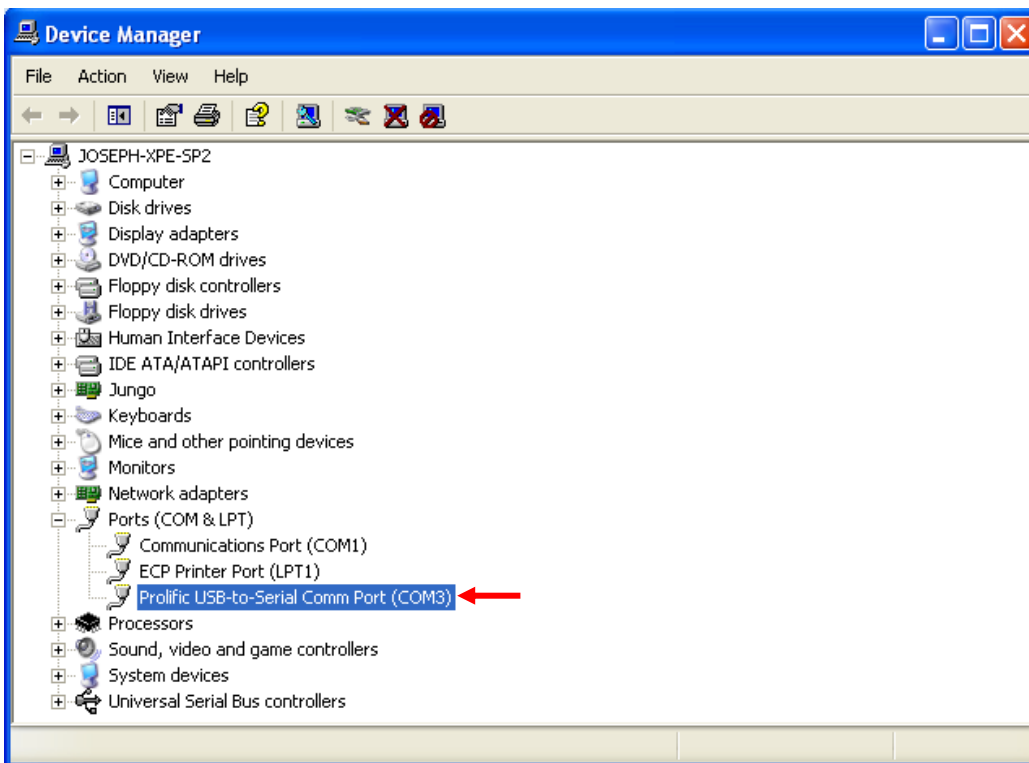 Device Manager
File Action View Help
JOSEPH-XPE-SP2
Computer
Disk drives
Display adapters
DVD/CD-ROM drives
Floppy disk controllers
Floppy disk drives
Human Interface Devices
IDE ATA/ATAPI controllers
Jungo
Keyboards
Mice and other pointing devices
Monitors
Network adapters
Ports (COM & LPT)
Communications Port (COM1)
ECP Printer Port (LPT1)
Prolific USB-to-Serial Comm Port (COM3)
Processors
Sound, video and game controllers
System devices
Universal Serial Bus controllers